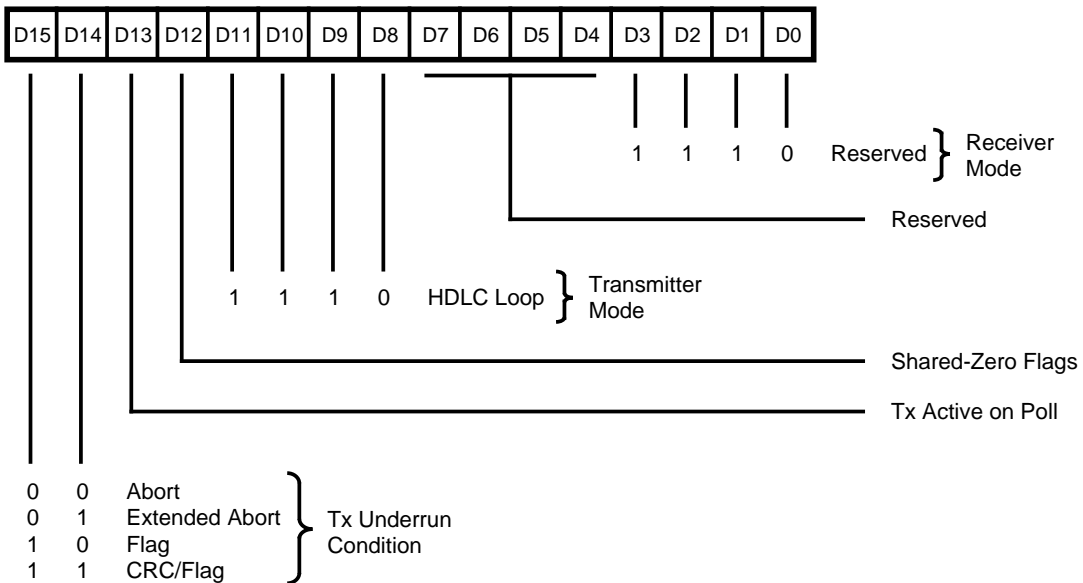 D15 D14 D13 D12 D11 D10 D9 D8 D7 D6 D5 D4 D3 D2 D1 D0
1 1 1 0 Reserved
Receiver
Mode
Reserved
1 1 1 0 HDLC Loop
Transmitter
Mode
Shared-Zero Flags
Tx Active on Poll
0 0 Abort
0 1 Extended Abort
1 0 Flag
1 1 CRC/Flag
Tx Underrun
Condition